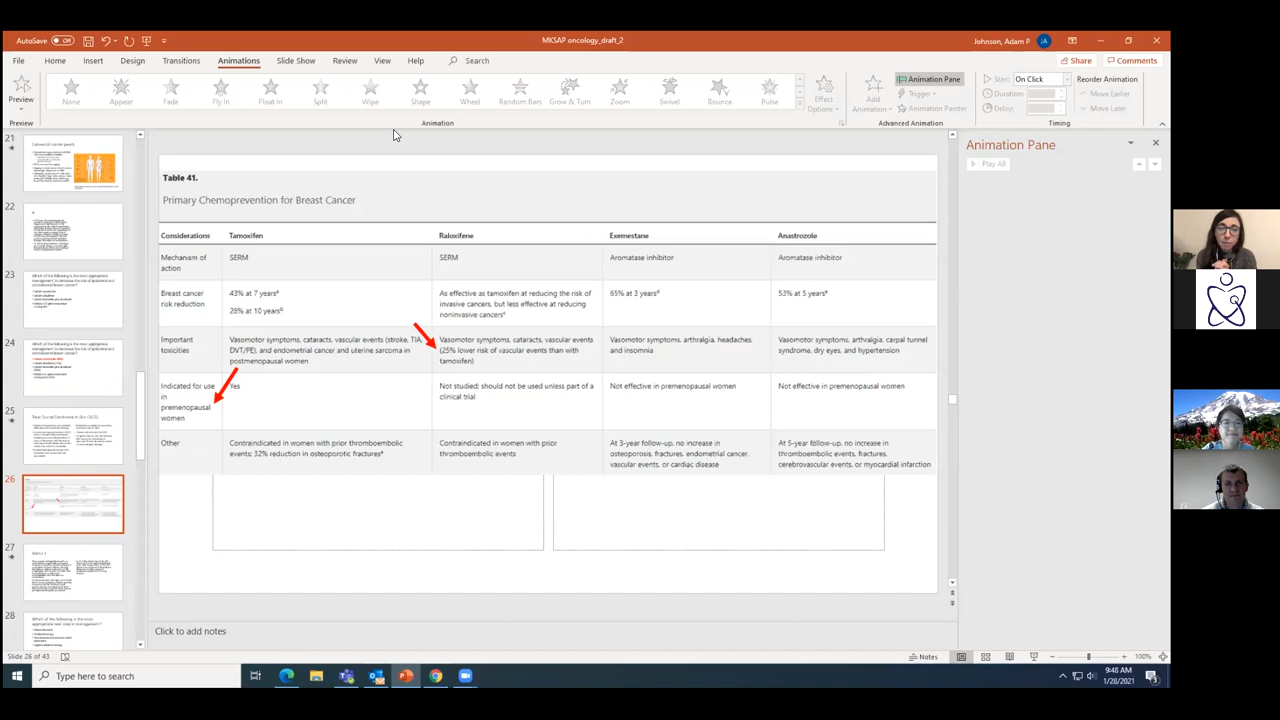 AutoSave Off
MKSAP oncology_draft_2
Johnson, Adam P JA
File Home Insert Design Transitions Animations Slide Show Review View Help Search
Share Comments
Preview None Appear Fade Fly In Float In Split Wipe Shape Wheel Random Bars Grow & Turn Zoom Swivel Bounce Pulse
Effect Options
Add Animation
Animation Pane
Trigger
Animation Painter
Start: On Click
Duration:
Delay:
Reorder Animation
Move Earlier
Move Later
Preview Animation Advanced Animation Timing
Animation Pane
Play All
21
22
23
24
25
26
27
28
Table 41.
Primary Chemoprevention for Breast Cancer
Considerations Tamoxifen Raloxifene Exemestane Anastrozole
Mechanism of
action
SERM
SERM
Aromatase inhibitor
Aromatase inhibitor
Breast cancer
risk reduction
43% at 7 years
28% at 10 years
As effective as tamoxifen at reducing the risk of
invasive cancers, but less effective at reducing
noninvasive cancers
65% at 3 years
53% at 5 years
Important
toxicities
Vasomotor symptoms, cataracts, vascular events (stroke, TIA,
DVT/PE), and endometrial cancer and uterine sarcoma in
postmenopausal women
Vasomotor symptoms, cataracts, vascular events
(25% lower risk of vascular events than with
tamoxifen)
Vasomotor symptoms, arthralgia, headaches,
and insomnia
Vasomotor symptoms, arthralgia, carpal tunnel
syndrome, dry eyes, and hypertension
Indicated for use
in
premenopausal
women
Yes
Not studied: should not be used unless part of a
clinical trial
Not effective in premenopausal women
Not effective in premenopausal women
Other
Contraindicated in women with prior thromboembolic
events: 32% reduction in osteoporotic fractures
Contraindicated in women with prior
thromboembolic events
At 3-year follow-up, no increase in
osteoporosis, fractures, endometrial cancer,
vascular events, or cardiac disease
At 5-year follow-up, no increase in
thromboembolic events, fractures,
cerebrovascular events, or myocardial infarction
Click to add notes
Slide 26 of 43
Notes
100%
Type here to search
9:48 AM
1/28/2021
3